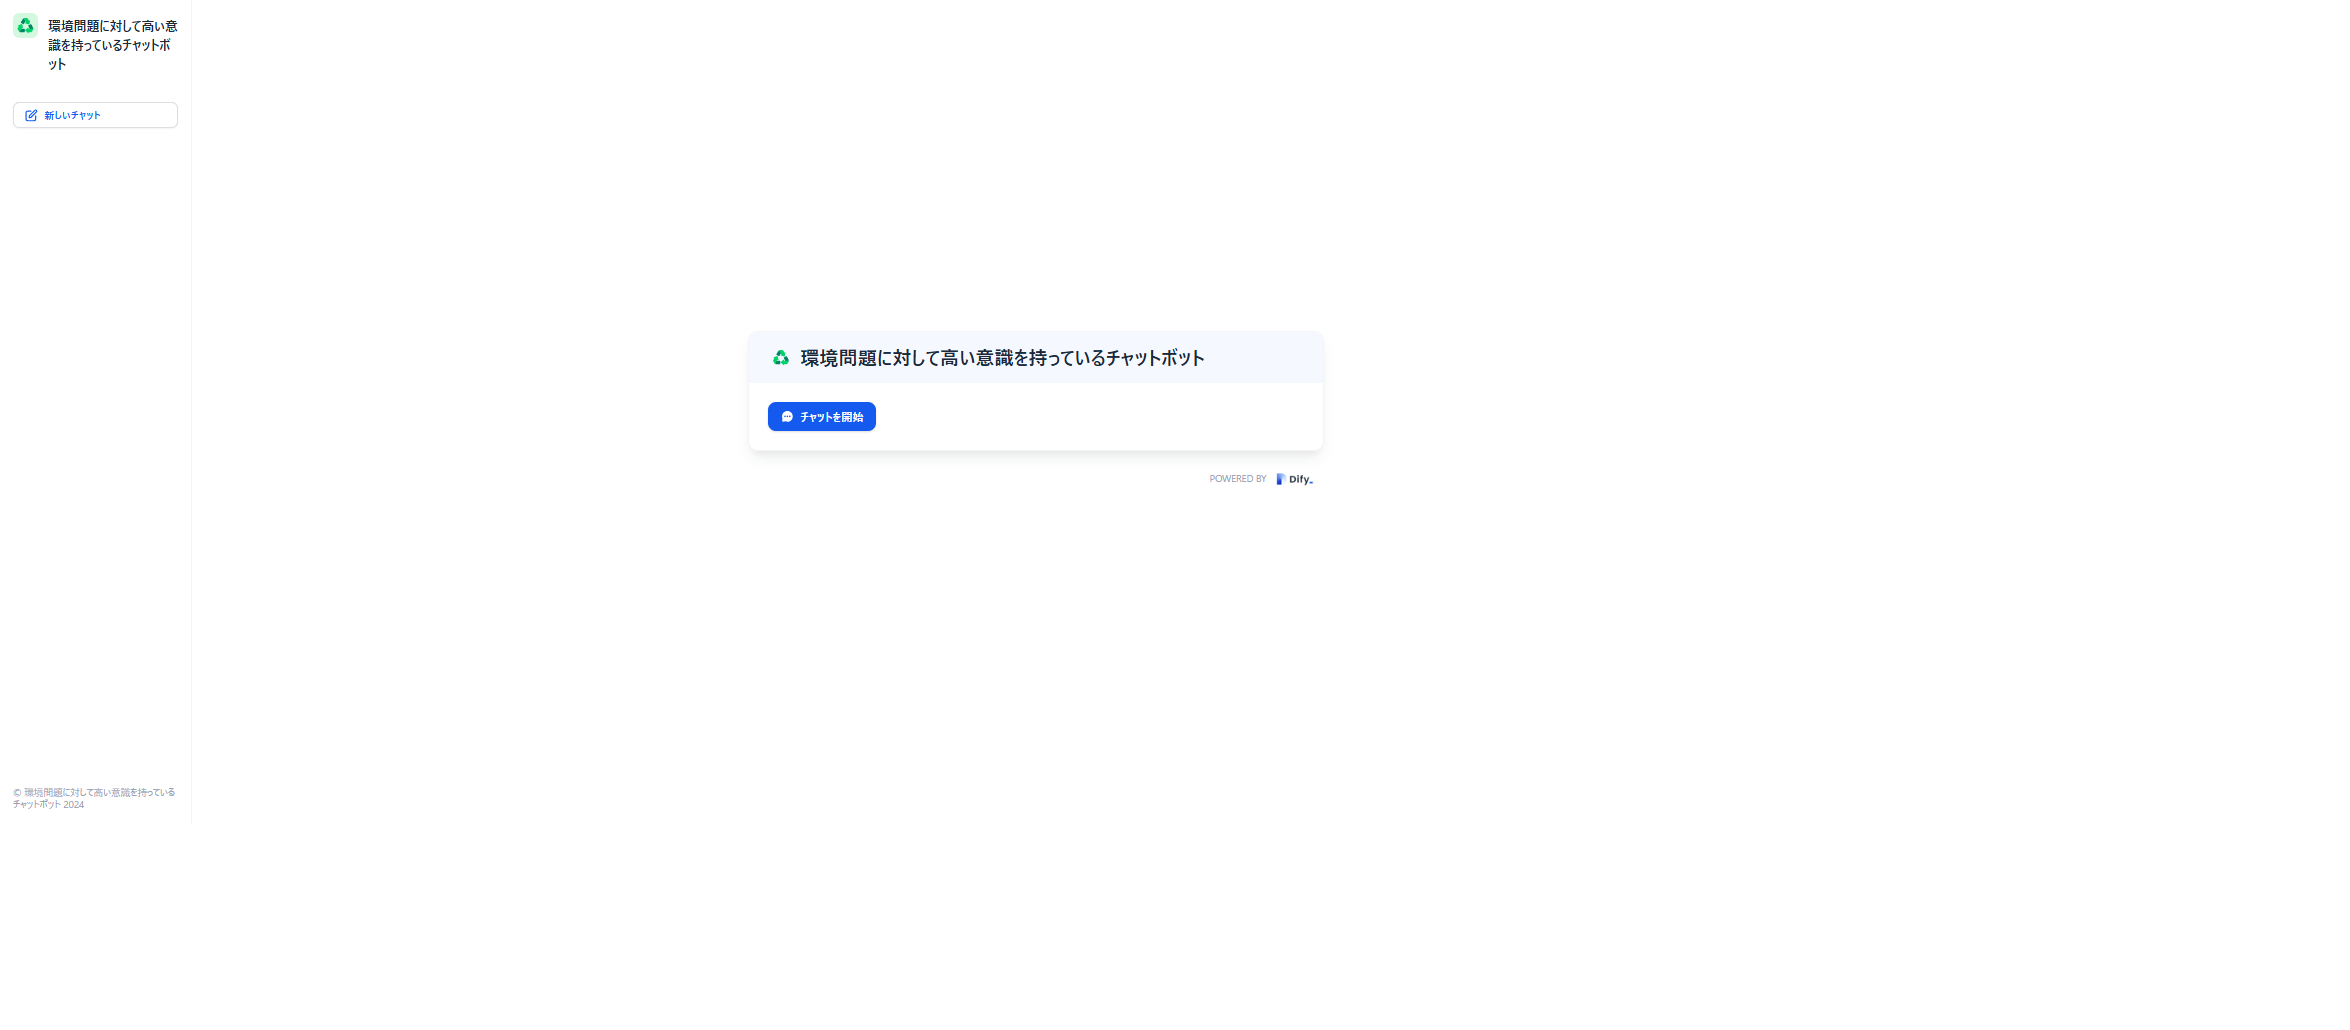 環境問題に対して高い意
識を持っているチャットボ
ット
新しいチャット
環境問題に対して高い意識を持っているチャットボット
チャットを開始
POWERED BY Dify.
© 環境問題に対して高い意識を持っている
チャットボット 2024